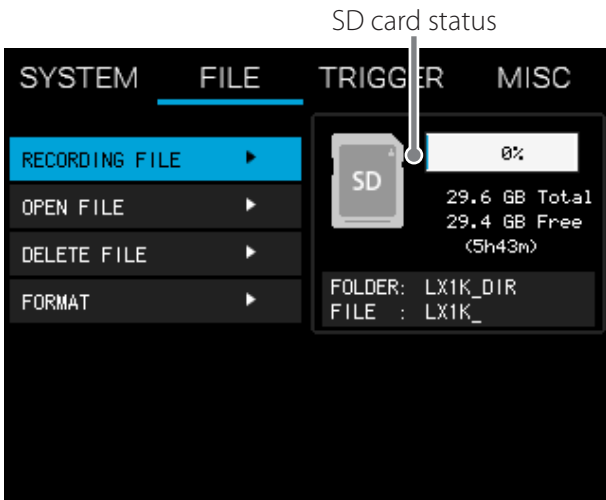 SD card status
SYSTEM FILE TRIGGER MISC
RECORDING FILE
OPEN FILE
DELETE FILE
FORMAT
SD
0%
29.6 GB Total
29.4 GB Free
(5h43m)
FOLDER: LX1K_DIR
FILE : LX1K_